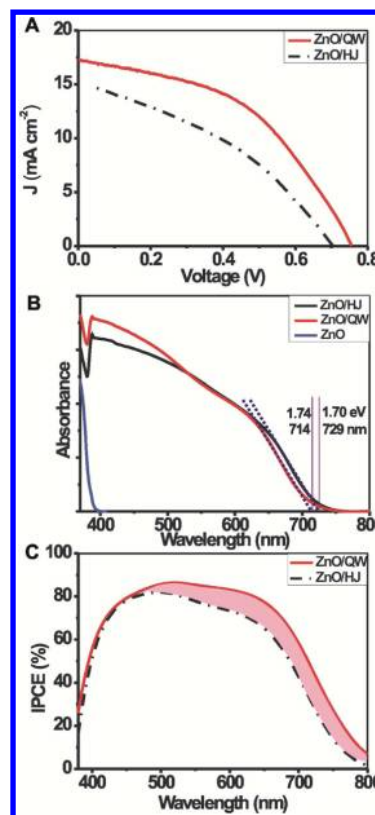 A
ZnO/QW
ZnO/HJ
20
15
10
5
0
J (mA cm-2)
0.0 0.2 0.4 0.6 0.8
Voltage (V)
B
ZnO/HJ
ZnO/QW
ZnO
1.74 1.70 eV
714 729 nm
Absorbance
400 500 600 700 800
Wavelength (nm)
C
ZnO/QW
ZnO/HJ
100
80
60
40
20
0
IPCE (%)
400 500 600 700 800
Wavelength (nm)